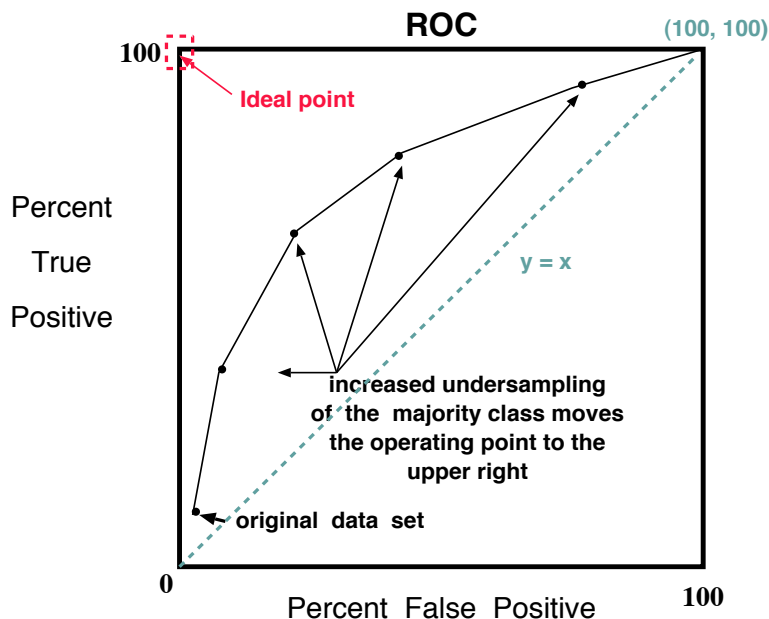 ROC
(100, 100)
100
Ideal point
Percent
True
Positive
y = x
increased undersampling
of the majority class moves
the operating point to the
upper right
original data set
0
100
Percent False Positive